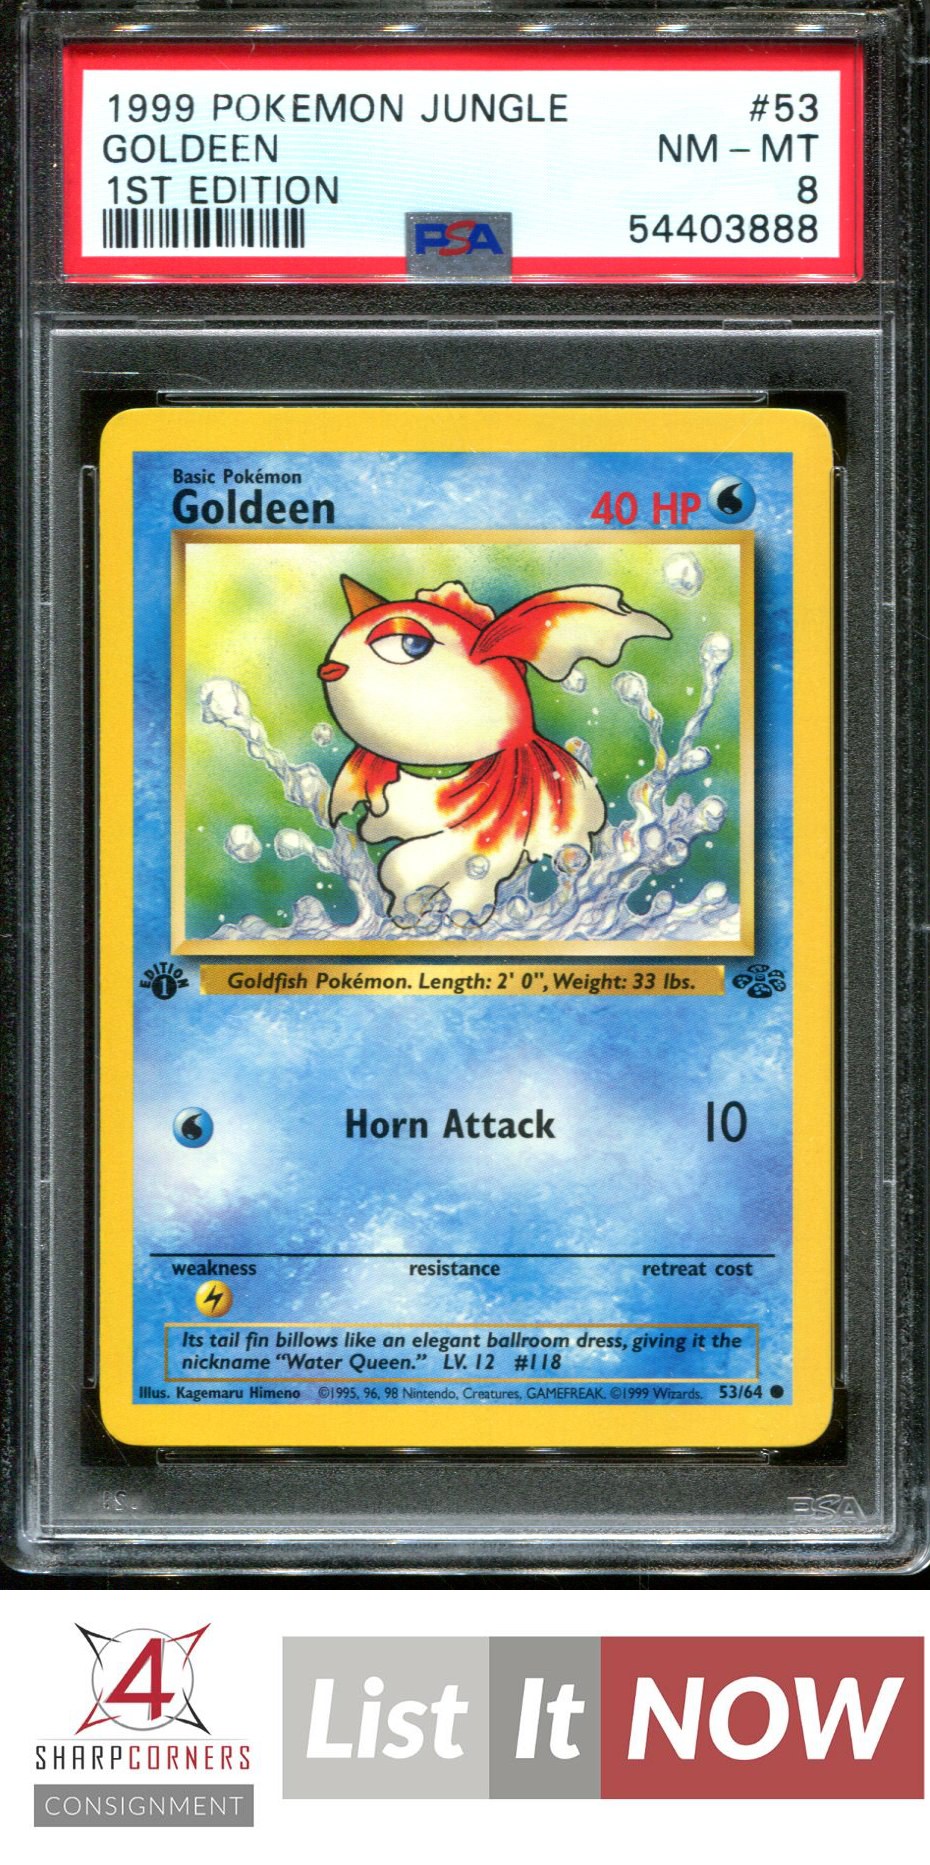 1999 POKEMON JUNGLE #53
GOLDEEN NM - MT
1ST EDITION 8
54403888
PSA
Basic Pokémon
Goldeen 40 HP
EDITION
1
Goldfish Pokémon. Length: 2' 0", Weight: 33 lbs.
Horn Attack 10
weakness resistance retreat cost
Its tail fin billows like an elegant ballroom dress, giving it the
nickname “Water Queen.” LV. 12 #118
Illus. Kagemaru Himeno ©1995, 96, 98 Nintendo, Creatures, GAMEFREAK. ©1999 Wizards. 53/64
PSA
4
SHARPCORNERS
CONSIGNMENT
List It NOW